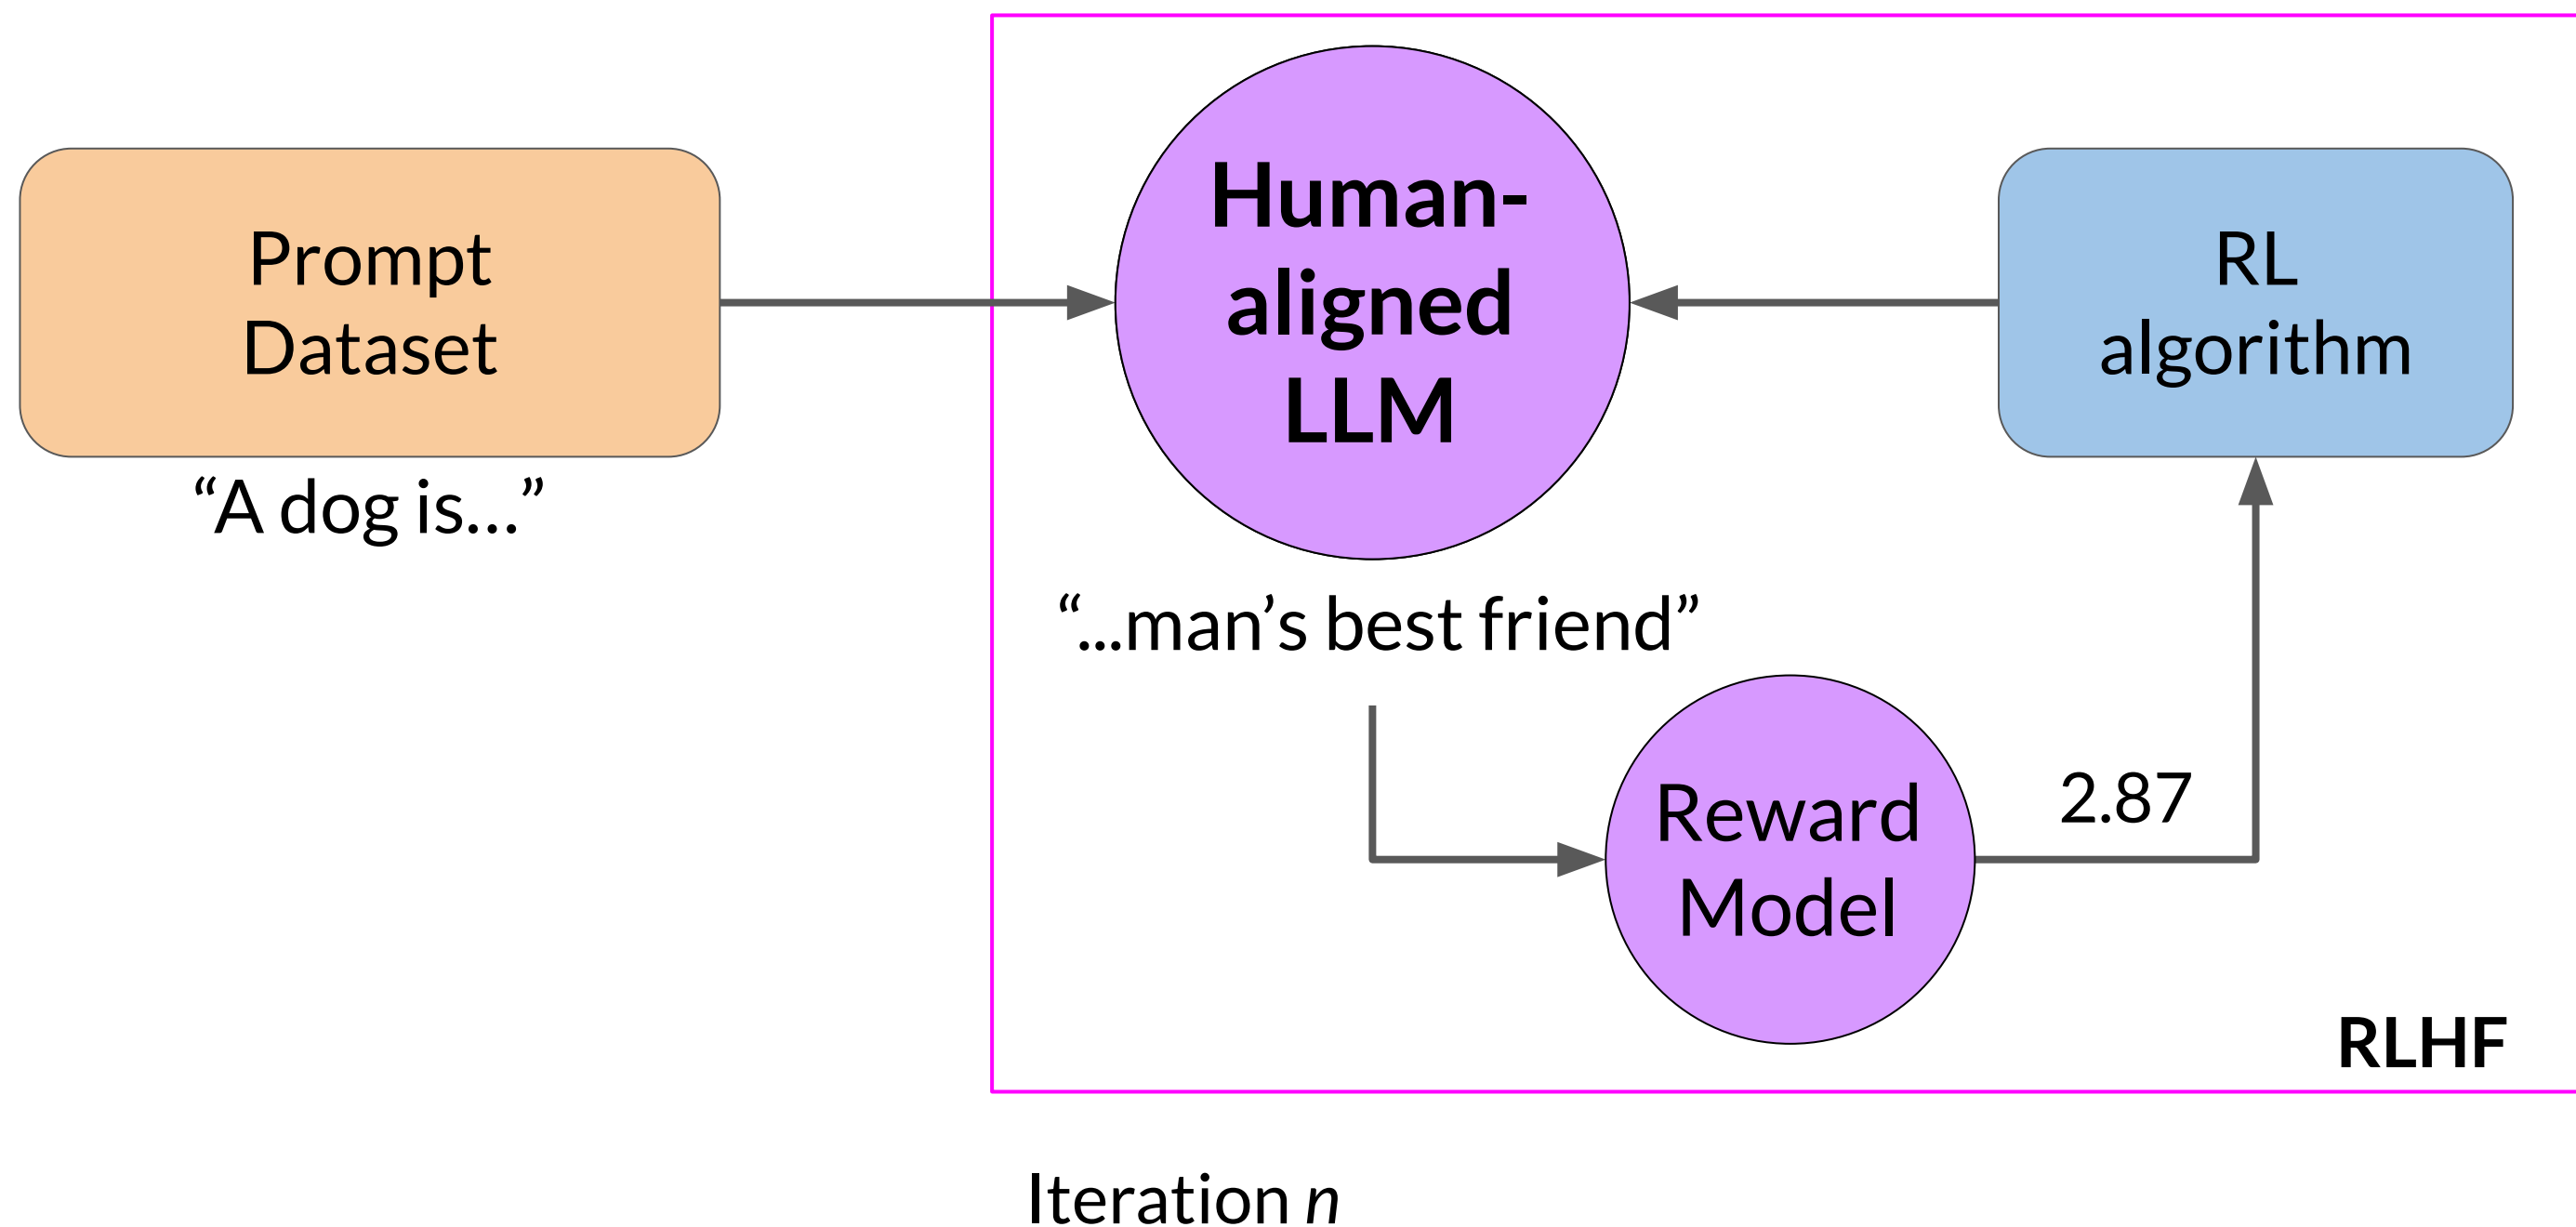 Prompt
Dataset
“A dog is…”
Human-
aligned
LLM
“...man’s best friend”
RL
algorithm
Reward
Model
2.87
RLHF
Iteration n